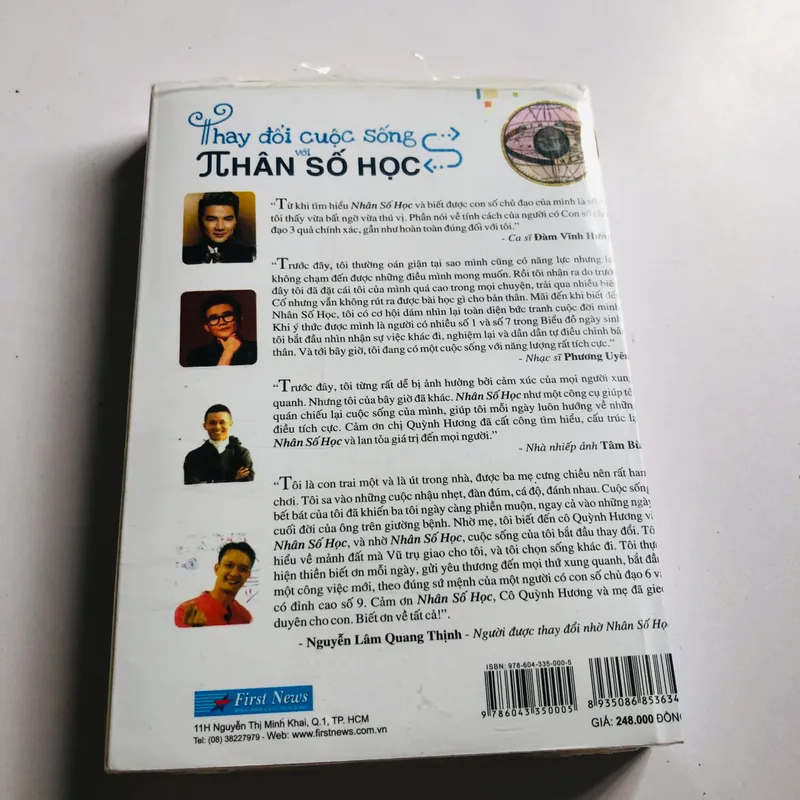 Thay đổi cuộc sống
với
NHÂN SỐ HỌC
“Từ khi tìm hiểu Nhân Số Học và biết được con số chủ đạo của mình là số
tôi thấy vừa bất ngờ vừa thú vị. Phần nói về tính cách của người có Con số
đạo 3 quả chính xác, gần như hoàn toàn đúng đối với tôi.”
- Ca sĩ Đàm Vĩnh Hưng
“Trước đây, tôi thường oán giận tại sao mình cũng có năng lực nhưng lạ
không chạm đến được những điều mình mong muốn. Rồi tôi nhận ra do trướ
đây tôi đã đặt cái tôi của mình quá cao trong mọi chuyện, trải qua nhiều biế
Cố nhưng vẫn không rút ra được bài học gì cho bản thân. Mãi đến khi biết đế
Nhân Số Học, tôi có cơ hội dám nhìn lại toàn diện bức tranh cuộc đời mình
Khi ý thức được mình là người có nhiều số 1 và số 7 trong Biểu đồ ngày sinh
tôi bắt đầu nhìn nhận sự việc khác đi, nghiệm lại và dần dần tự điều chỉnh bả
thân. Và tới bây giờ, tôi đang có một cuộc sống với năng lượng rất tích cực.”
- Nhạc sĩ Phương Uyên
“Trước đây, tôi từng rất dễ bị ảnh hưởng bởi cảm xúc của mọi người xung
quanh. Nhưng tôi của bây giờ đã khác. Nhân Số Học như một công cụ giúp tô
quán chiếu lại cuộc sống của mình, giúp tôi mỗi ngày luôn hướng về nhữn
điều tích cực. Cảm ơn chị Quỳnh Hương đã cất công tìm hiểu, cấu trúc lạ
Nhân Số Học và lan tỏa giá trị đến mọi người.”
- Nhà nhiếp ảnh Tâm Bù
“Tôi là con trai một và là út trong nhà, được ba mẹ cưng chiều nên rất ham
chơi. Tôi sa vào những cuộc nhậu nhẹt, đàn đúm, cá độ, đánh nhau. Cuộc sống
bết bát của tôi đã khiến ba tôi ngày càng phiền muộn, ngay cả vào những ngày
cuối đời của ông trên giường bệnh. Nhờ mẹ, tôi biết đến cô Quỳnh Hương v
Nhân Số Học, và nhờ Nhân Số Học, cuộc sống của tôi bắt đầu thay đổi. Tô
hiểu về mảnh đất mà Vũ trụ giao cho tôi, và tôi chọn sống khác đi. Tôi thực
hiện thiền biết ơn mỗi ngày, gửi yêu thương đến mọi thứ xung quanh, bắt đầu
một công việc mới, theo đúng sứ mệnh của một người có con số chủ đạo 6 v
có đỉnh cao số 9. Cảm ơn Nhân Số Học, Cô Quỳnh Hương và mẹ đã gieo
duyên cho con. Biết ơn về tất cả!”.
- Nguyễn Lâm Quang Thịnh - Người được thay đổi nhờ Nhân Số Họ
First News
11H Nguyễn Thị Minh Khai, Q.1, TP. HCM
Tel: (08) 38227979 - Web: www.firstnews.com.vn
ISBN: 978-604-335-000-5
9 786043 350005
8 935086 853634
GIÁ: 248.000 ĐỒNG